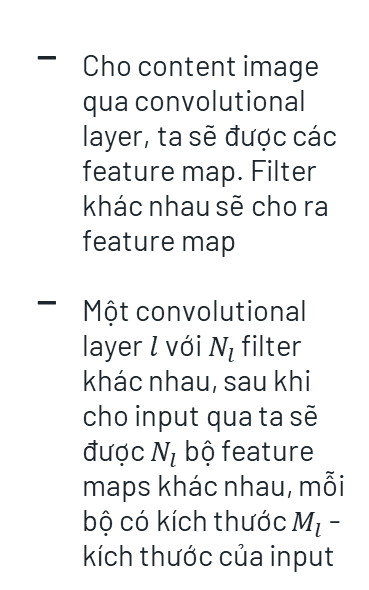 – Cho content image
qua convolutional
layer, ta sẽ được các
feature map. Filter
khác nhau sẽ cho ra
feature map
– Một convolutional
layer l với N_l filter
khác nhau, sau khi
cho input qua ta sẽ
được N_l bộ feature
maps khác nhau, mỗi
bộ có kích thước M_l -
kích thước của input